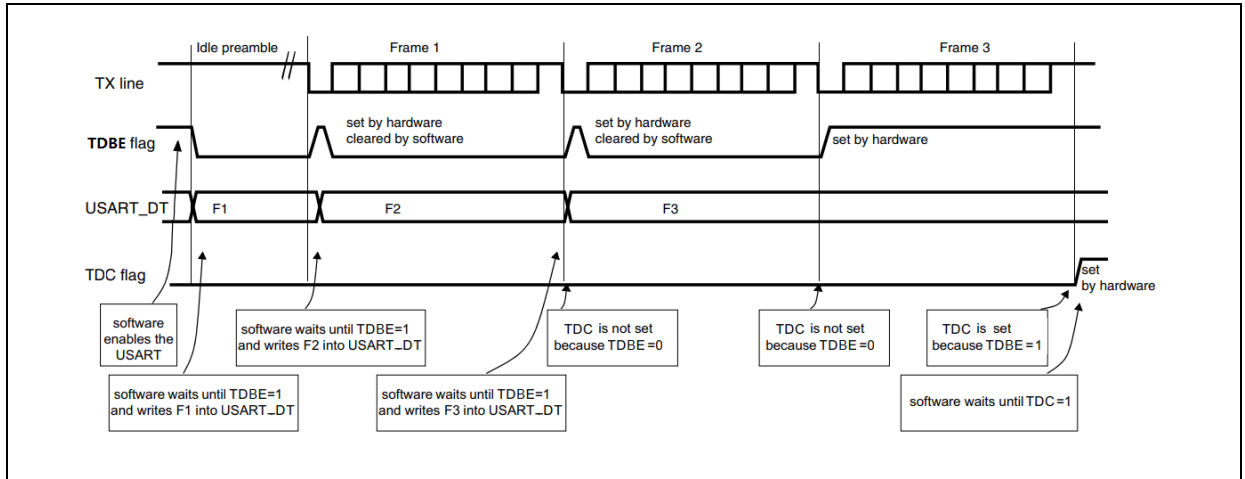 Idle preamble
Frame 1
Frame 2
Frame 3
TX line
set by hardware
cleared by software
set by hardware
cleared by software
set by hardware
TDBE flag
USART_DT
F1
F2
F3
TDC flag
set
by hardware
software
enables the
USART
software waits until TDBE=1
and writes F2 into USART_DT
TDC is not set
because TDBE=0
TDC is not set
because TDBE=0
TDC is set
because TDBE=1
software waits until TDBE=1
and writes F1 into USART_DT
software waits until TDBE=1
and writes F3 into USART_DT
software waits until TDC=1